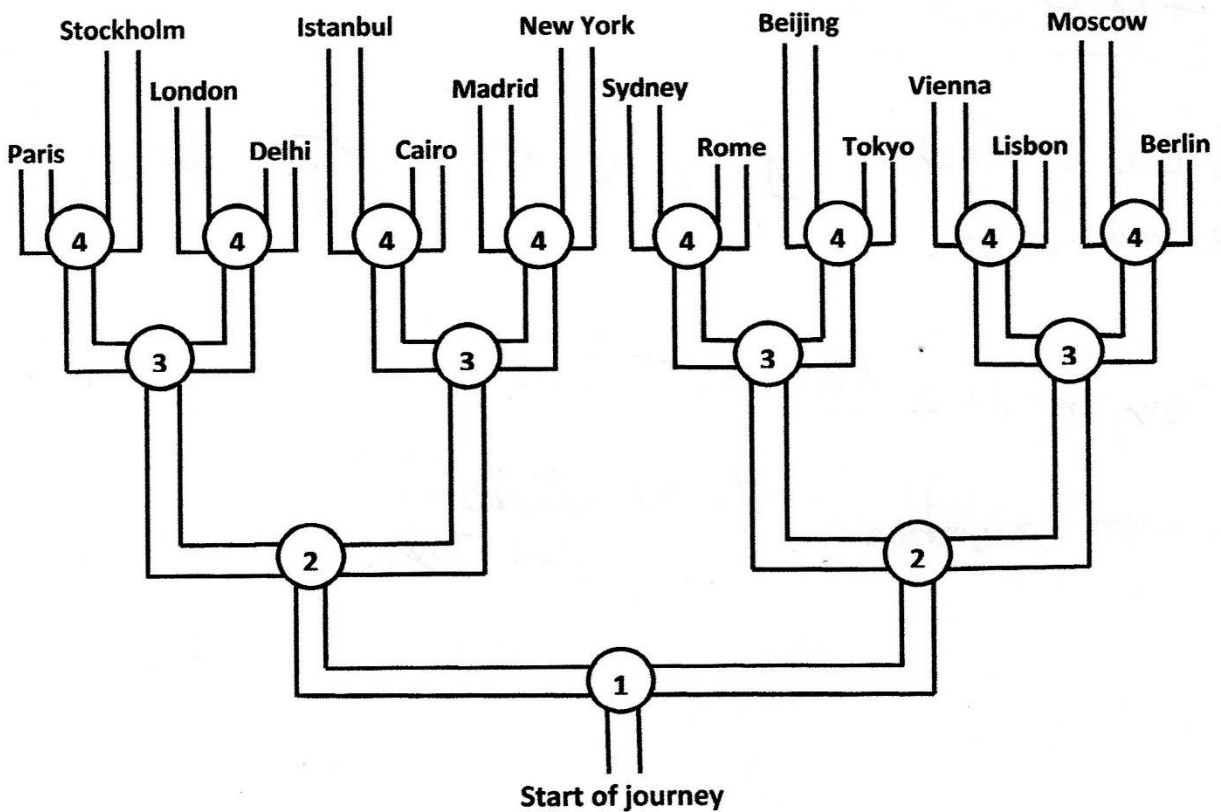 Stockholm Istanbul New York Beijing Moscow
London Madrid Sydney Vienna
Paris Delhi Cairo Rome Tokyo Lisbon Berlin
4 4 4 4 4 4 4 4
3 3 3 3
2 2
1
Start of journey